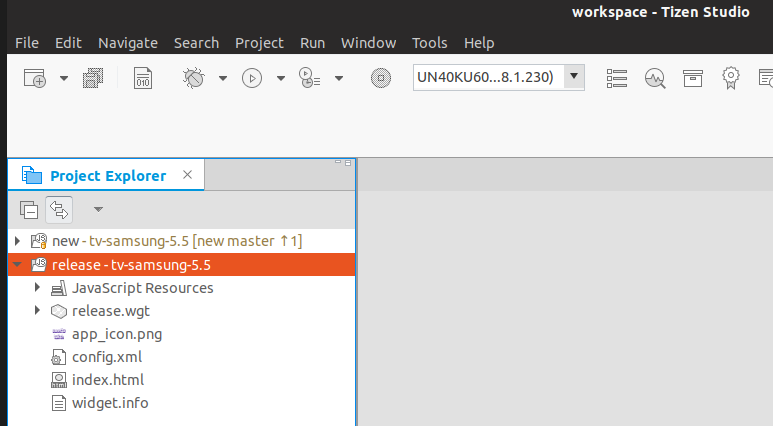 workspace - Tizen Studio
File Edit Navigate Search Project Run Window Tools Help
010
UN40KU60...8.1.230)
Project Explorer
new - tv-samsung-5.5 [new master ↑1]
release - tv-samsung-5.5
JavaScript Resources
release.wgt
app_icon.png
config.xml
index.html
widget.info